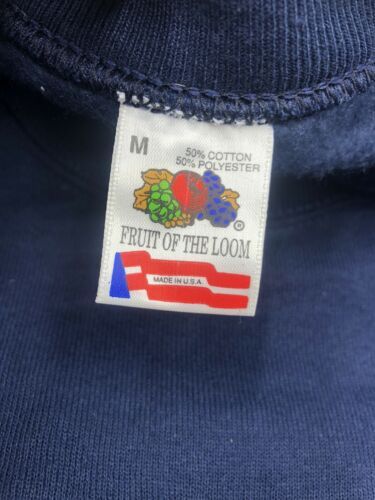 M
50% COTTON
50% POLYESTER
®
FRUIT OF THE LOOM
MADE IN U.S.A.